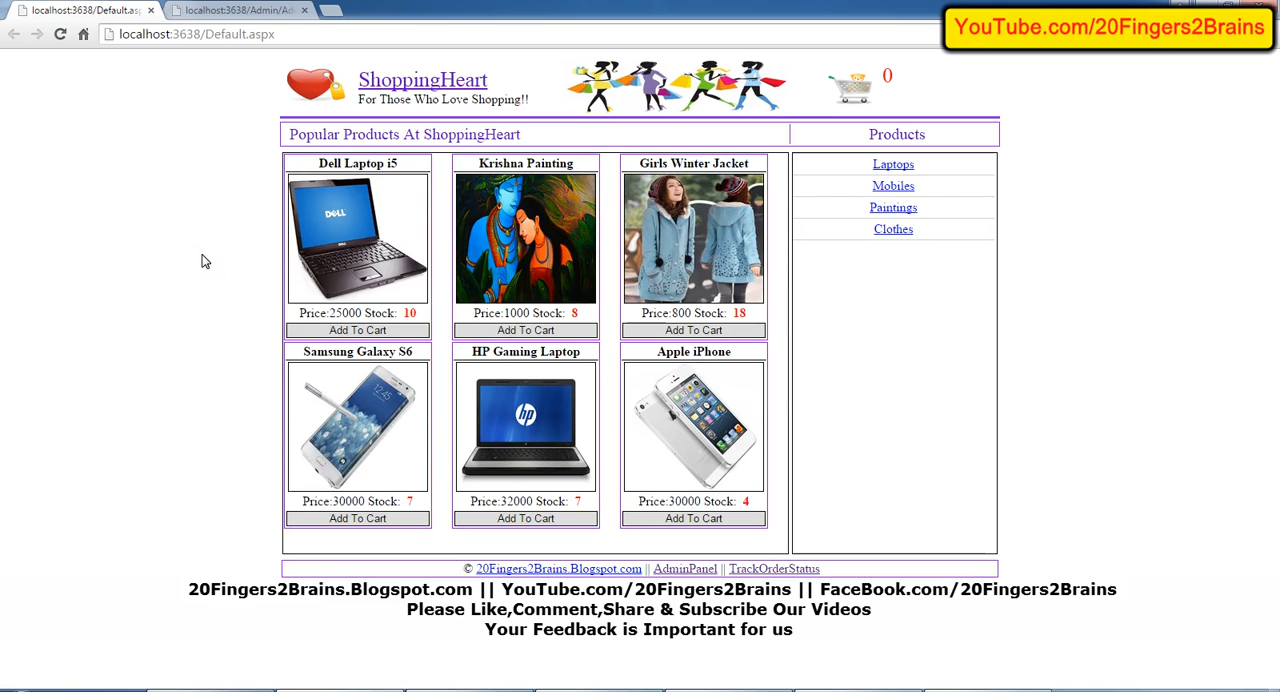 localhost:3638/Default.asp
localhost:3638/Admin/Ad
localhost:3638/Default.aspx
YouTube.com/20Fingers2Brains
ShoppingHeart
For Those Who Love Shopping!!
0
Popular Products At ShoppingHeart
Products
Dell Laptop i5
Krishna Painting
Girls Winter Jacket
DELL
Price:25000 Stock: 10
Price:1000 Stock: 8
Price:800 Stock: 18
Add To Cart
Add To Cart
Add To Cart
Samsung Galaxy S6
HP Gaming Laptop
Apple iPhone
12:45
hp
Price:30000 Stock: 7
Price:32000 Stock: 7
Price:30000 Stock: 4
Add To Cart
Add To Cart
Add To Cart
Laptops
Mobiles
Paintings
Clothes
© 20Fingers2Brains.Blogspot.com || AdminPanel || TrackOrderStatus
20Fingers2Brains.Blogspot.com || YouTube.com/20Fingers2Brains || FaceBook.com/20Fingers2Brains
Please Like,Comment,Share & Subscribe Our Videos
Your Feedback is Important for us